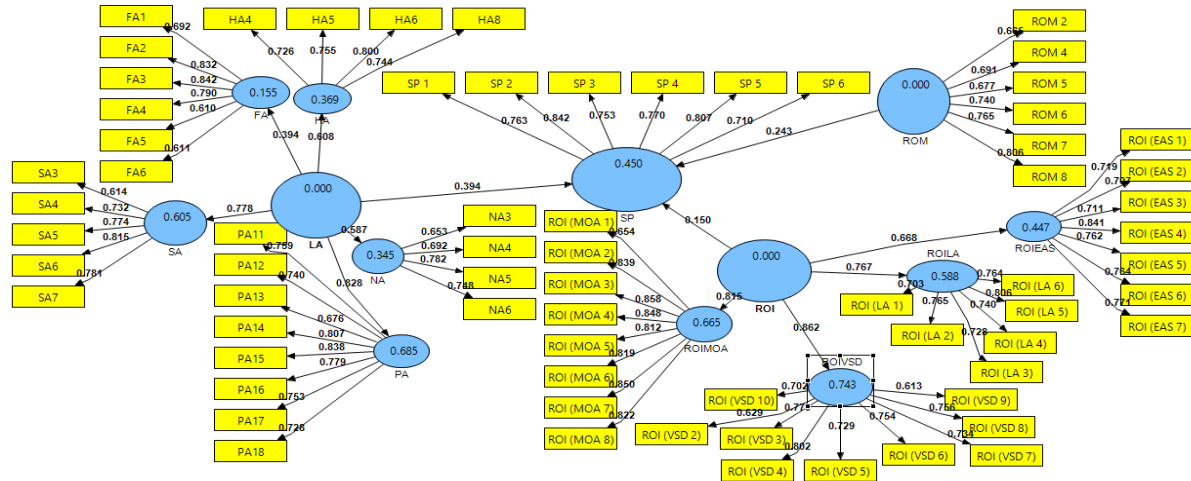 FA1
FA2
FA3
FA4
FA5
FA6
0.692
0.832
0.842
0.790
0.610
0.611
0.155
FA
HA4
HA5
HA6
HA8
0.726
0.755
0.800
0.744
0.369
HA
0.394
0.608
SP 1
SP 2
SP 3
SP 4
SP 5
SP 6
0.763
0.842
0.753
0.770
0.807
0.710
0.450
SP
ROM 2
ROM 4
ROM 5
ROM 6
ROM 7
ROM 8
0.665
0.691
0.677
0.740
0.765
0.806
0.000
ROM
0.243
SA3
SA4
SA5
SA6
SA7
0.614
0.732
0.774
0.815
0.781
0.605
SA
0.778
0.000
LA
0.394
0.587
0.828
NA3
NA4
NA5
NA6
0.653
0.692
0.782
0.748
0.345
NA
PA11
PA12
PA13
PA14
PA15
PA16
PA17
PA18
0.759
0.740
0.676
0.807
0.838
0.779
0.753
0.728
0.685
PA
ROI (MOA 1)
ROI (MOA 2)
ROI (MOA 3)
ROI (MOA 4)
ROI (MOA 5)
ROI (MOA 6)
ROI (MOA 7)
ROI (MOA 8)
0.654
0.839
0.858
0.848
0.812
0.819
0.850
0.822
0.665
ROIMOA
0.815
0.150
0.000
ROI
0.668
0.767
0.862
ROI (EAS 1)
ROI (EAS 2)
ROI (EAS 3)
ROI (EAS 4)
ROI (EAS 5)
ROI (EAS 6)
ROI (EAS 7)
0.719
0.707
0.711
0.841
0.762
0.764
0.771
0.447
ROIEAS
ROILA
0.588
0.764
0.806
0.740
0.728
0.765
0.703
ROI (LA 6)
ROI (LA 5)
ROI (LA 4)
ROI (LA 3)
ROI (LA 2)
ROI (LA 1)
ROIVSD
0.743
0.702
0.629
0.802
0.729
0.754
0.734
0.756
0.613
ROI (VSD 10)
ROI (VSD 2)
ROI (VSD 3)
ROI (VSD 4)
ROI (VSD 5)
ROI (VSD 6)
ROI (VSD 7)
ROI (VSD 8)
ROI (VSD 9)